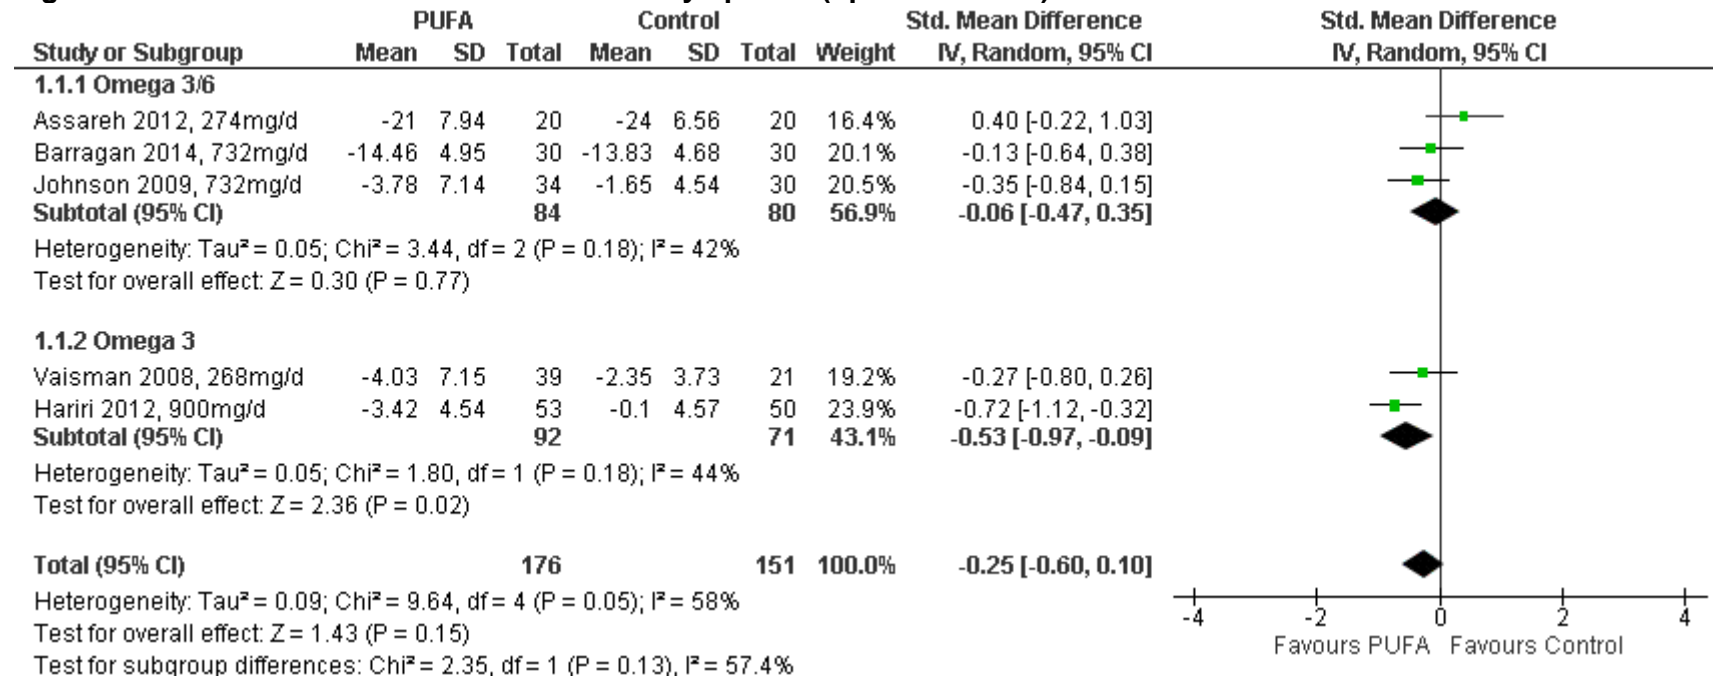 PUFA Control Std. Mean Difference Std. Mean Difference
Study or Subgroup Mean SD Total Mean SD Total Weight IV, Random, 95% CI IV, Random, 95% CI
1.1.1 Omega 3/6
Assareh 2012, 274mg/d -21 7.94 20 -24 6.56 20 16.4% 0.40 [-0.22, 1.03]
Barragan 2014, 732mg/d -14.46 4.95 30 -13.83 4.68 30 20.1% -0.13 [-0.64, 0.38]
Johnson 2009, 732mg/d -3.78 7.14 34 -1.65 4.54 30 20.5% -0.35 [-0.84, 0.15]
Subtotal (95% CI) 84 80 56.9% -0.06 [-0.47, 0.35]
Heterogeneity: Tau² = 0.05; Chi² = 3.44, df = 2 (P = 0.18); I² = 42%
Test for overall effect: Z = 0.30 (P = 0.77)
1.1.2 Omega 3
Vaisman 2008, 268mg/d -4.03 7.15 39 -2.35 3.73 21 19.2% -0.27 [-0.80, 0.26]
Hariri 2012, 900mg/d -3.42 4.54 53 -0.1 4.57 50 23.9% -0.72 [-1.12, -0.32]
Subtotal (95% CI) 92 71 43.1% -0.53 [-0.97, -0.09]
Heterogeneity: Tau² = 0.05; Chi² = 1.80, df = 1 (P = 0.18); I² = 44%
Test for overall effect: Z = 2.36 (P = 0.02)
Total (95% CI) 176 151 100.0% -0.25 [-0.60, 0.10]
Heterogeneity: Tau² = 0.09; Chi² = 9.64, df = 4 (P = 0.05); I² = 58%
Test for overall effect: Z = 1.43 (P = 0.15)
Test for subgroup differences: Chi² = 2.35, df = 1 (P = 0.13), I² = 57.4%
-4 -2 0 2 4
Favours PUFA Favours Control